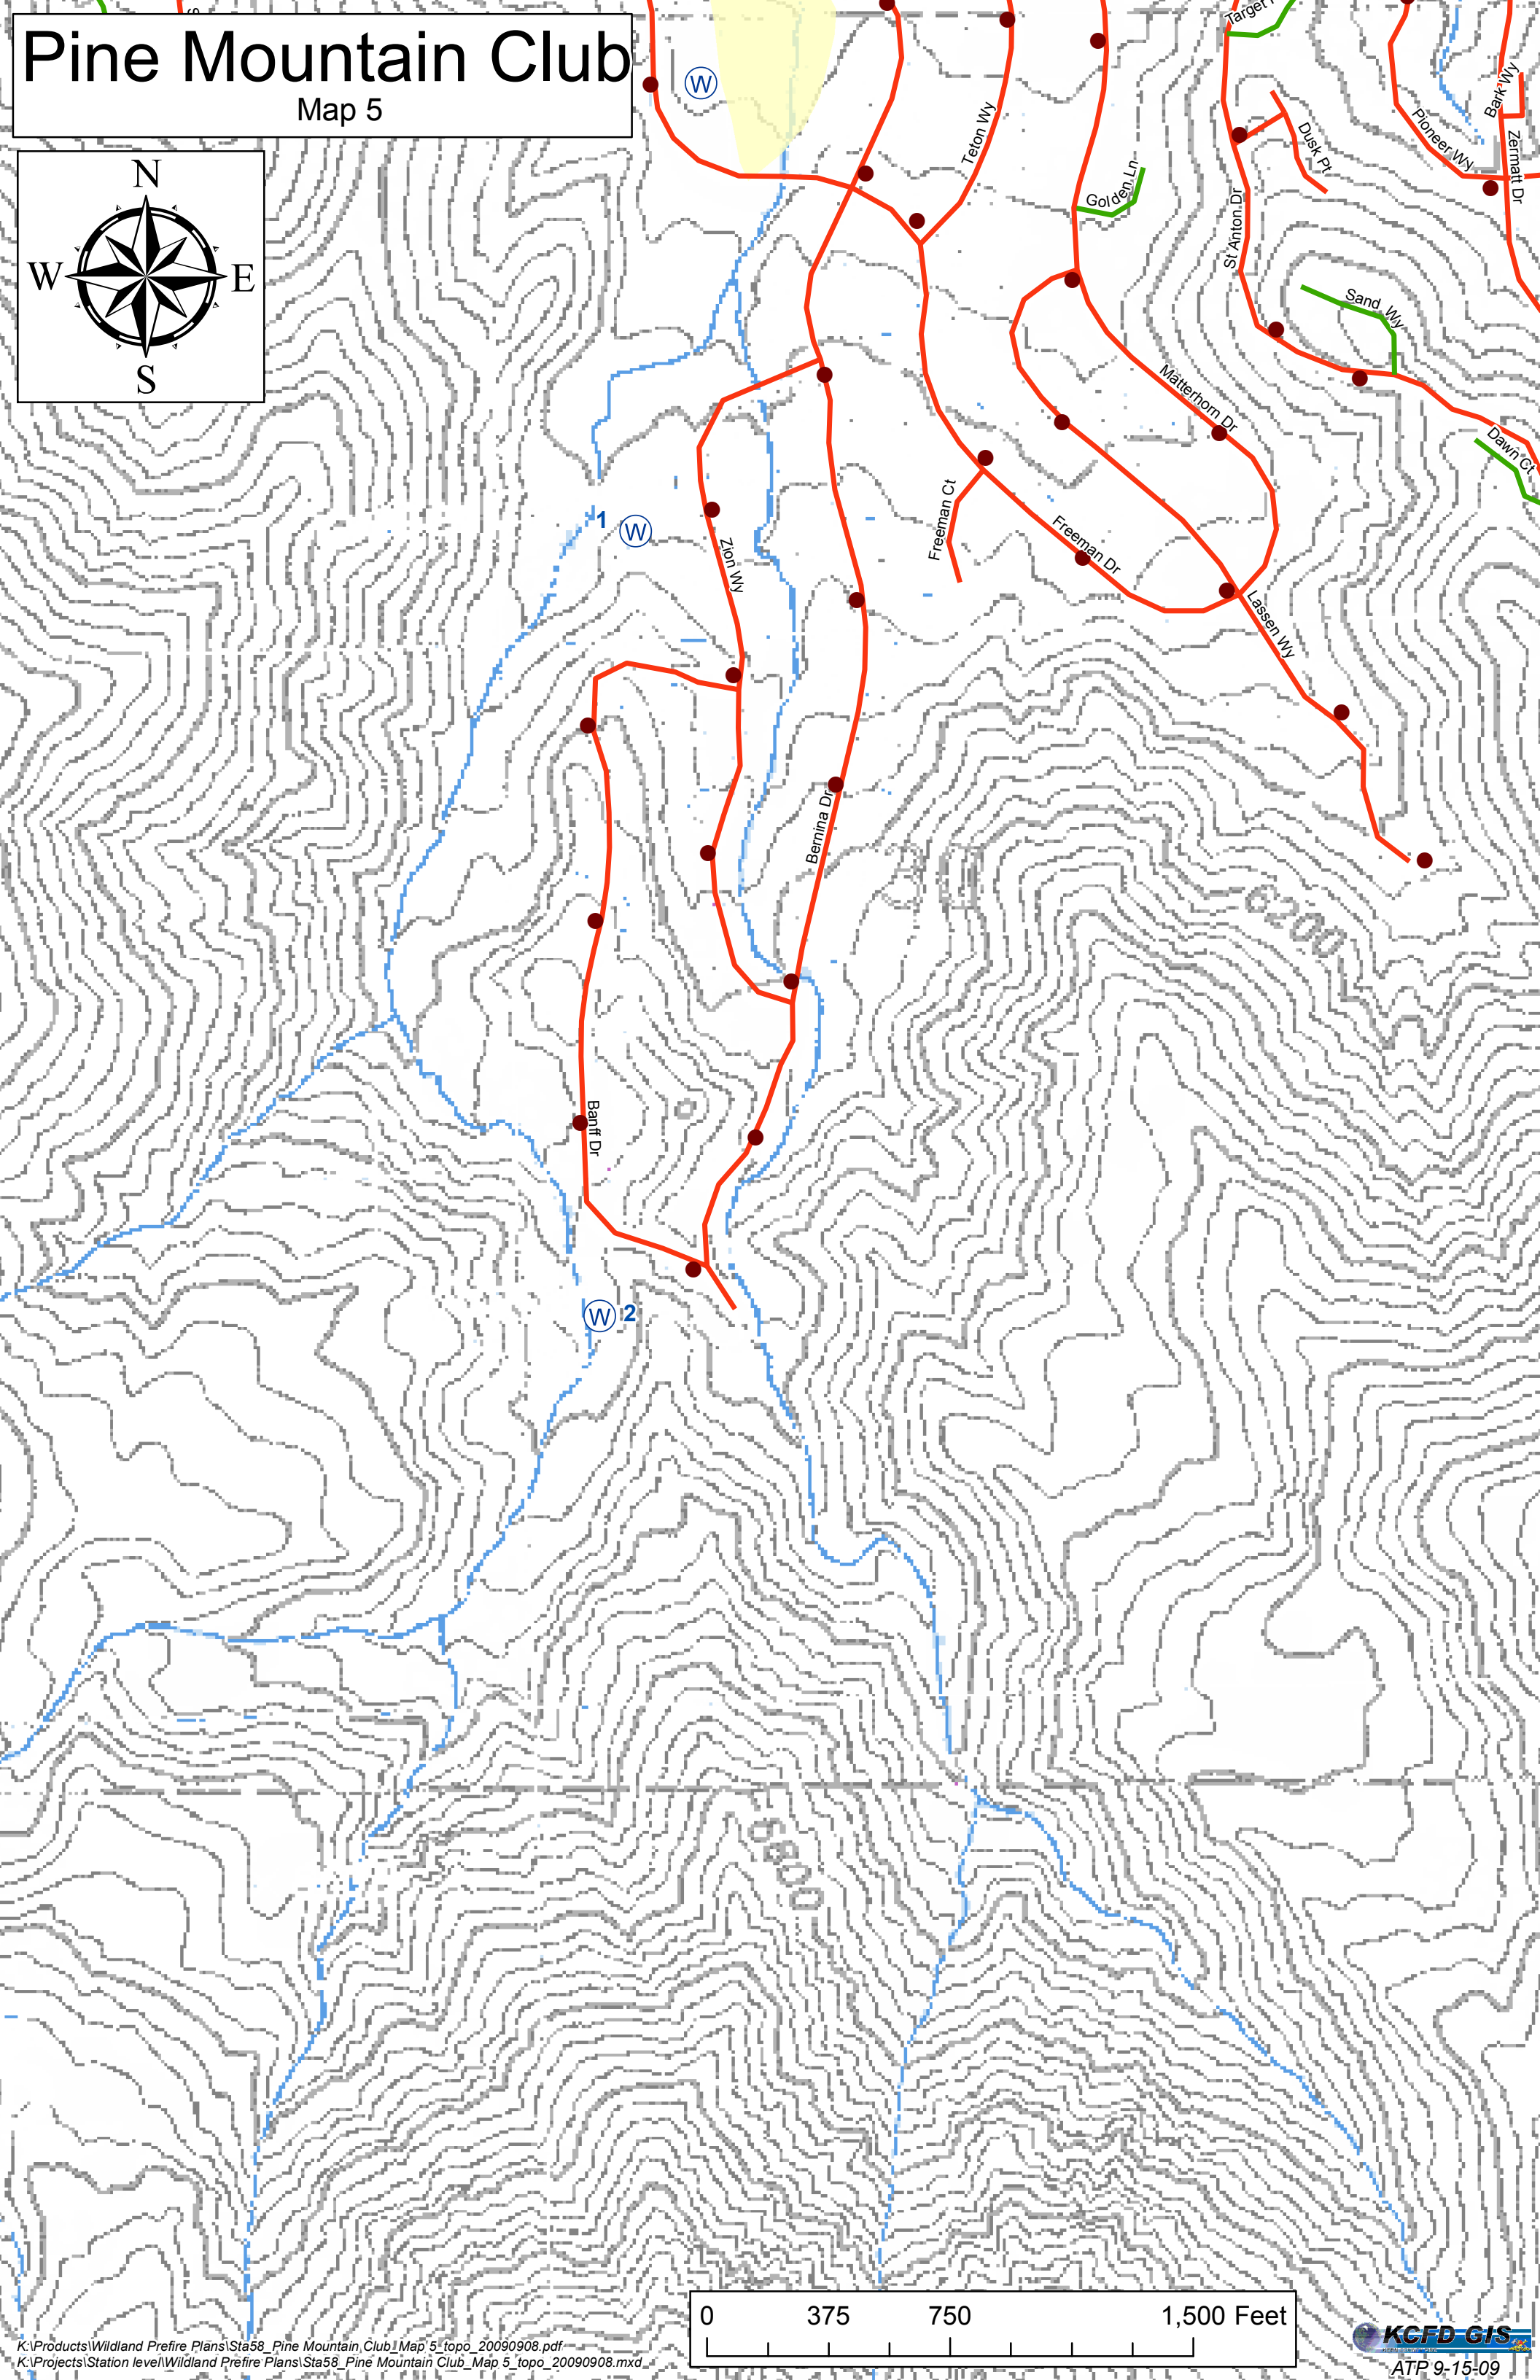 Pine Mountain Club
Map 5
N
W E
S
W
Teton Wy
Golden Ln
Target
Dusk Pt
St Anton Dr
Pioneer Wy
Bark Wy
Zermatt Dr
Sand Wy
Matterhorn Dr
Dawn Ct
1 W
Zion Wy
Freeman Ct
Freeman Dr
Lassen Wy
Bernina Dr
6200
Banff Dr
W 2
6800
0 375 750 1,500 Feet
K:\Products\Wildland Prefire Plans\Sta58_Pine Mountain Club_Map 5_topo_20090908.pdf
K:\Projects\Station level\Wildland Prefire Plans\Sta58_Pine Mountain Club_Map 5_topo_20090908.mxd
KCFD GIS
ATP 9-15-09